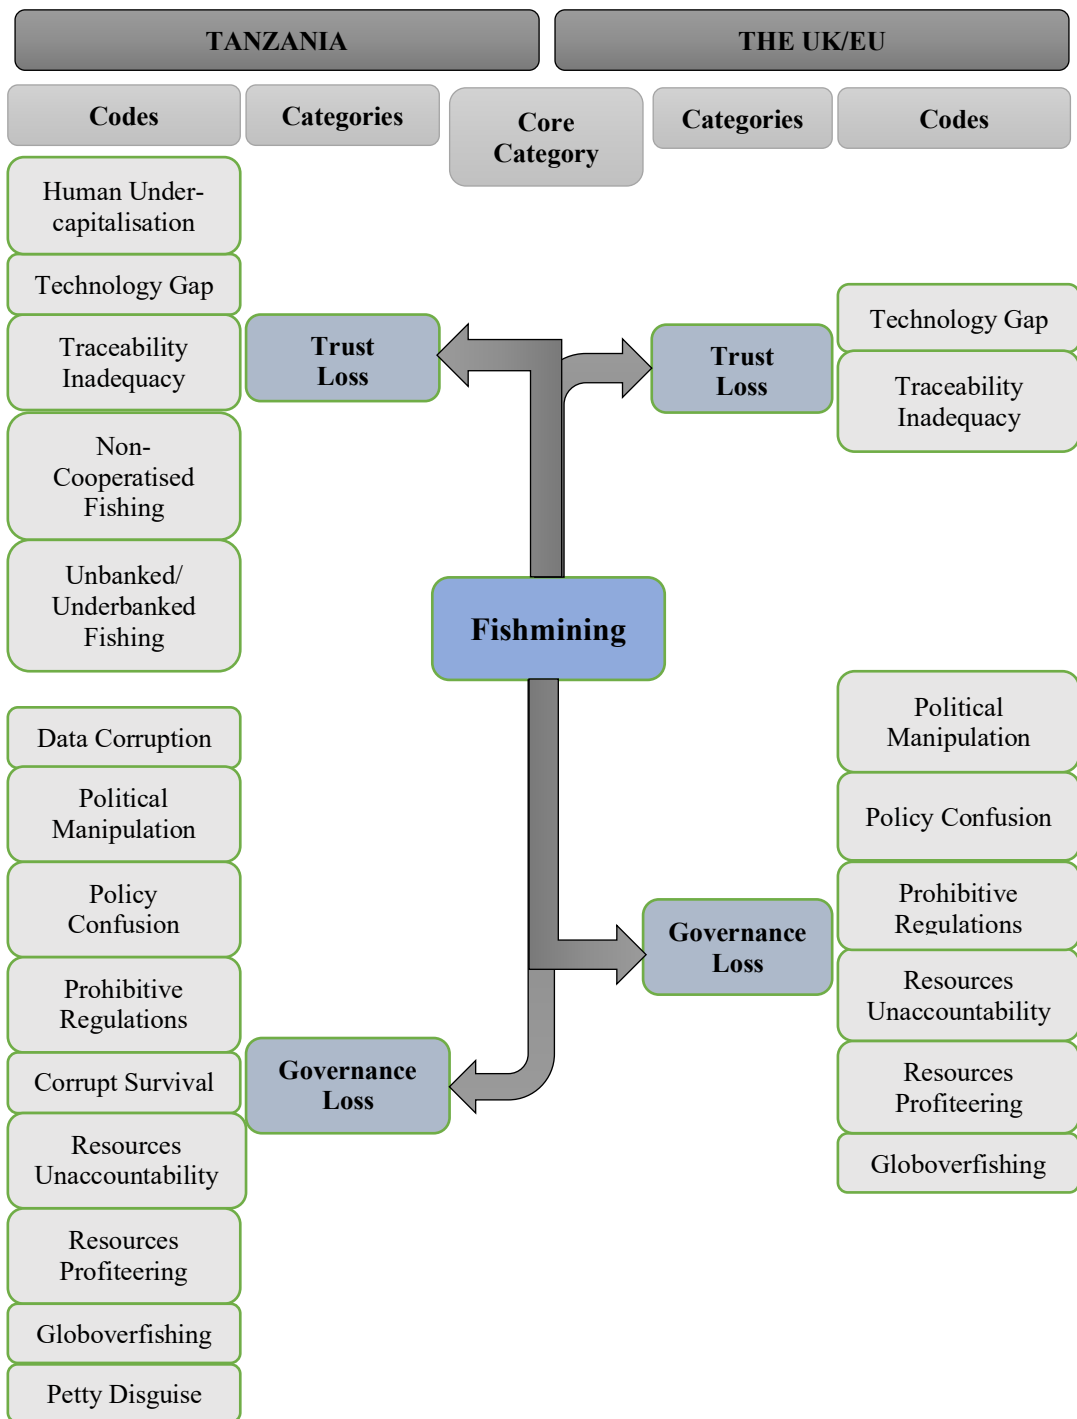 TANZANIA
THE UK/EU
Codes
Categories
Core
Category
Categories
Codes
Human Under-
capitalisation
Technology Gap
Traceability
Inadequacy
Non-
Cooperatised
Fishing
Unbanked/
Underbanked
Fishing
Trust
Loss
Trust
Loss
Technology Gap
Traceability
Inadequacy
Fishmining
Data Corruption
Political
Manipulation
Policy
Confusion
Prohibitive
Regulations
Corrupt Survival
Resources
Unaccountability
Resources
Profiteering
Globoverfishing
Petty Disguise
Governance
Loss
Governance
Loss
Political
Manipulation
Policy Confusion
Prohibitive
Regulations
Resources
Unaccountability
Resources
Profiteering
Globoverfishing